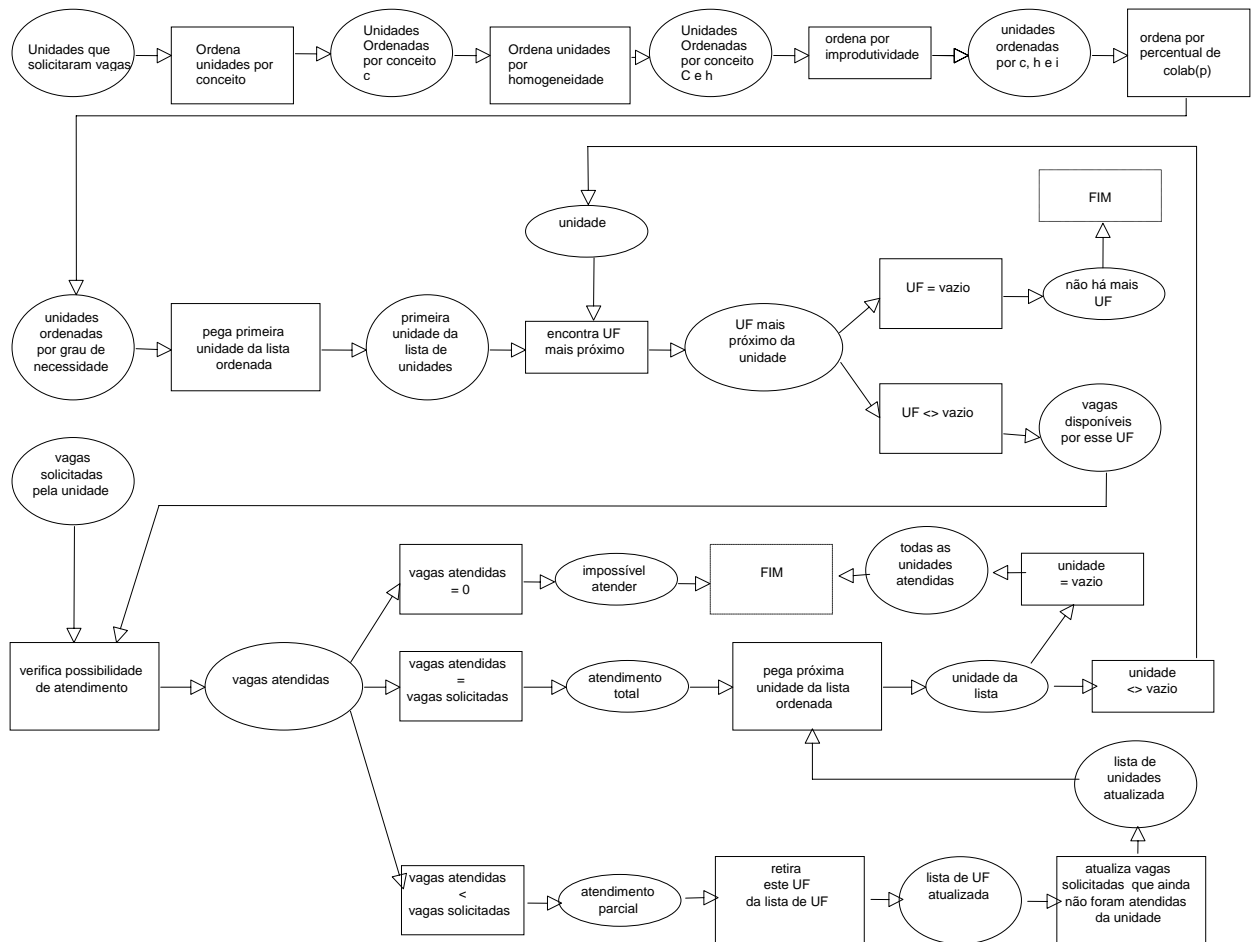 Unidades que
solicitaram vagas
Ordena
unidades por
conceito
Unidades
Ordenadas
por conceito
c
Ordena unidades
por
homogeneidade
Unidades
Ordenadas
por conceito
C e h
ordena por
improdutividade
unidades
ordenadas
por c, h e i
ordena por
percentual de
colab(p)
unidade
FIM
unidades
ordenadas
por grau de
necessidade
pega primeira
unidade da lista
ordenada
primeira
unidade da
lista de
unidades
encontra UF
mais próximo
UF mais
próximo da
unidade
UF = vazio
não há mais
UF
UF <> vazio
vagas
disponíveis
por esse UF
vagas
solicitadas
pela unidade
vagas atendidas
= 0
impossível
atender
FIM
todas as
unidades
atendidas
unidade
= vazio
verifica possibilidade
de atendimento
vagas atendidas
vagas atendidas
=
vagas solicitadas
atendimento
total
pega próxima
unidade da lista
ordenada
unidade da
lista
unidade
<> vazio
lista de
unidades
atualizada
vagas atendidas
<
vagas solicitadas
atendimento
parcial
retira
este UF
da lista de UF
lista de UF
atualizada
atualiza vagas
solicitadas que ainda
não foram atendidas
da unidade